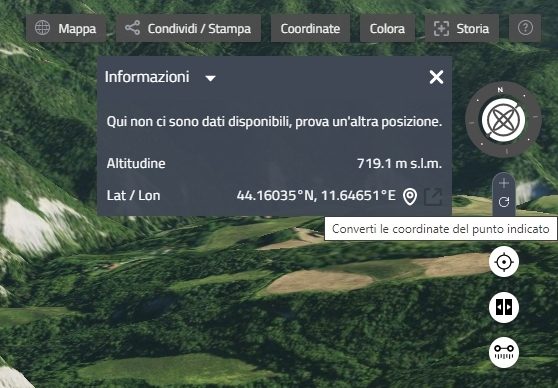 Mappa Condividi / Stampa Coordinate Colora Storia ?
Informazioni
N
Qui non ci sono dati disponibili, prova un'altra posizione.
Altitudine 719.1 m s.l.m.
Lat / Lon 44.16035°N, 11.64651°E
Converti le coordinate del punto indicato